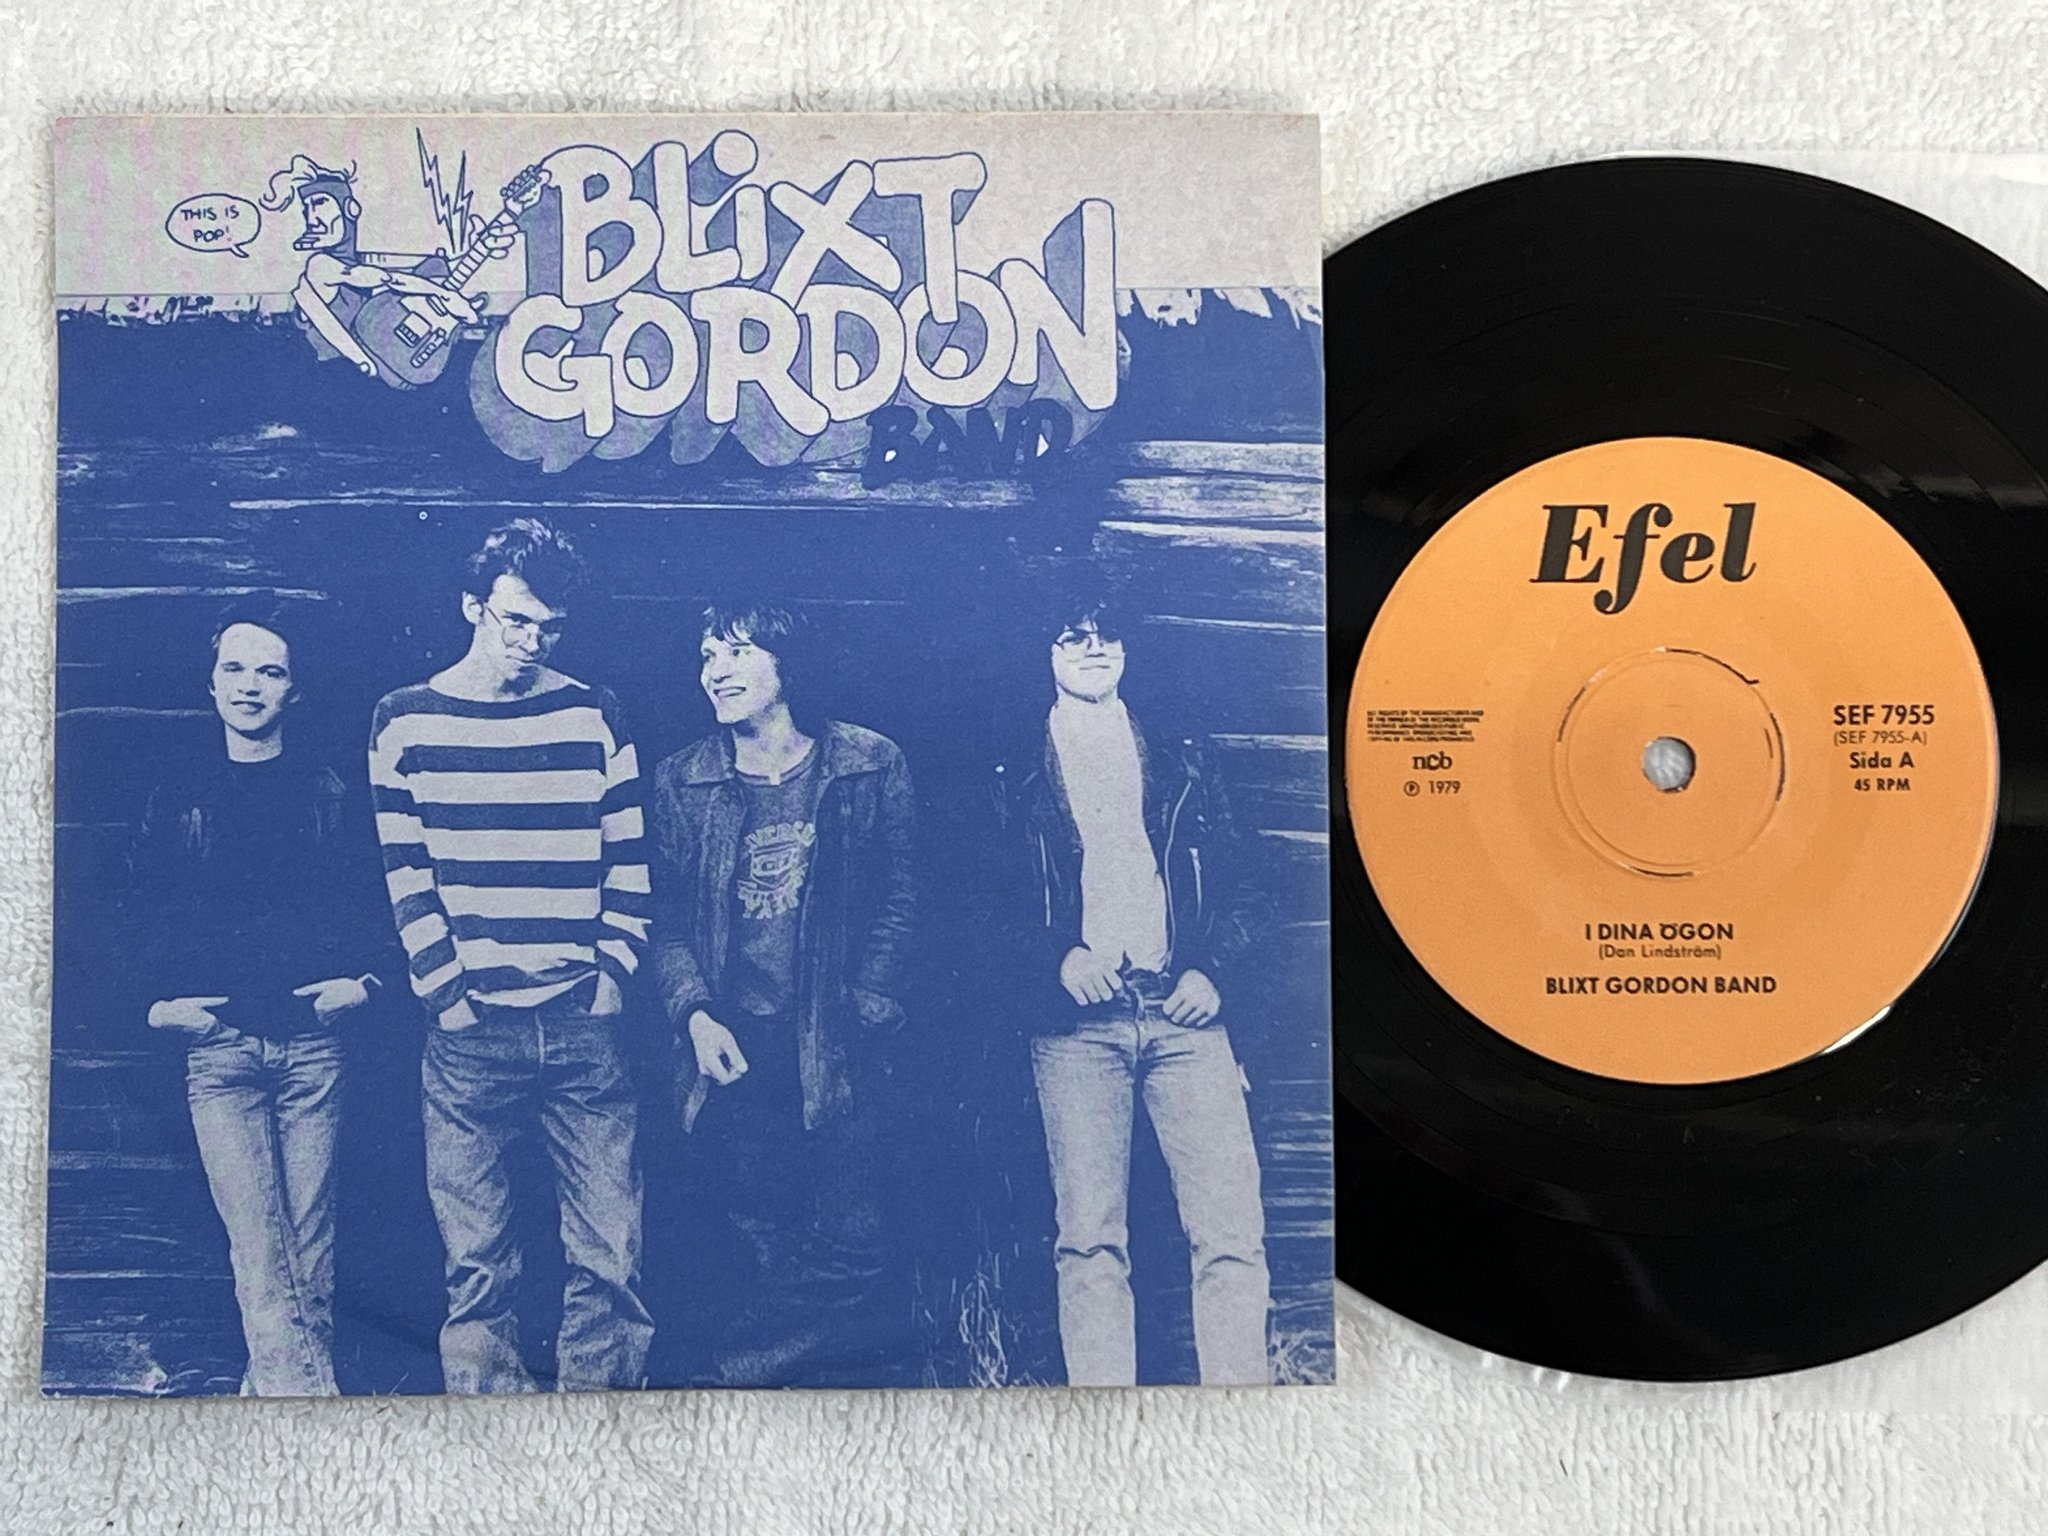 THIS IS
POP!
BLiXT
GORDON
BAND
Efel
ncb
℗ 1979
SEF 7955
(SEF 7955-A)
Sida A
45 RPM
I DINA ÖGON
(Dan Lindström)
BLIXT GORDON BAND